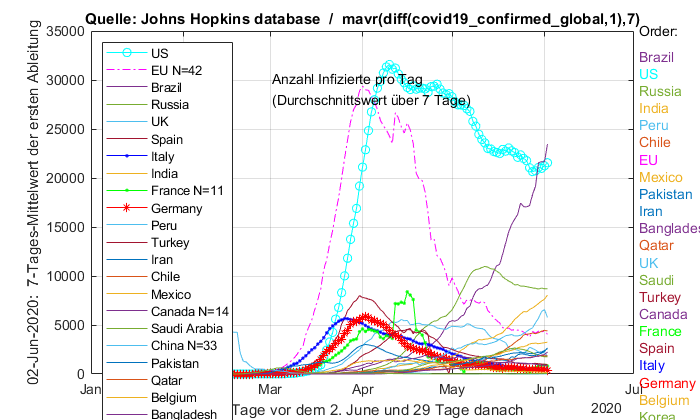 Quelle: Johns Hopkins database / mavr(diff(covid19_confirmed_global,1),7)
Order:
02-Jun-2020: 7-Tages-Mittelwert der ersten Ableitung
35000
30000
25000
20000
15000
10000
5000
0
Anzahl Infizierte pro Tag
(Durchschnittswert über 7 Tage)
US
EU N=42
Brazil
Russia
UK
Spain
Italy
India
France N=11
Germany
Peru
Turkey
Iran
Chile
Mexico
Canada N=14
Saudi Arabia
China N=33
Pakistan
Qatar
Belgium
Bangladesh
Brazil
US
Russia
India
Peru
Chile
EU
Mexico
Pakistan
Iran
Banglades
Qatar
UK
Saudi
Turkey
Canada
France
Spain
Italy
Germany
Belgium
Korea
Jan
Mar
Apr
May
Jun
Jul
2020
Tage vor dem 2. June und 29 Tage danach